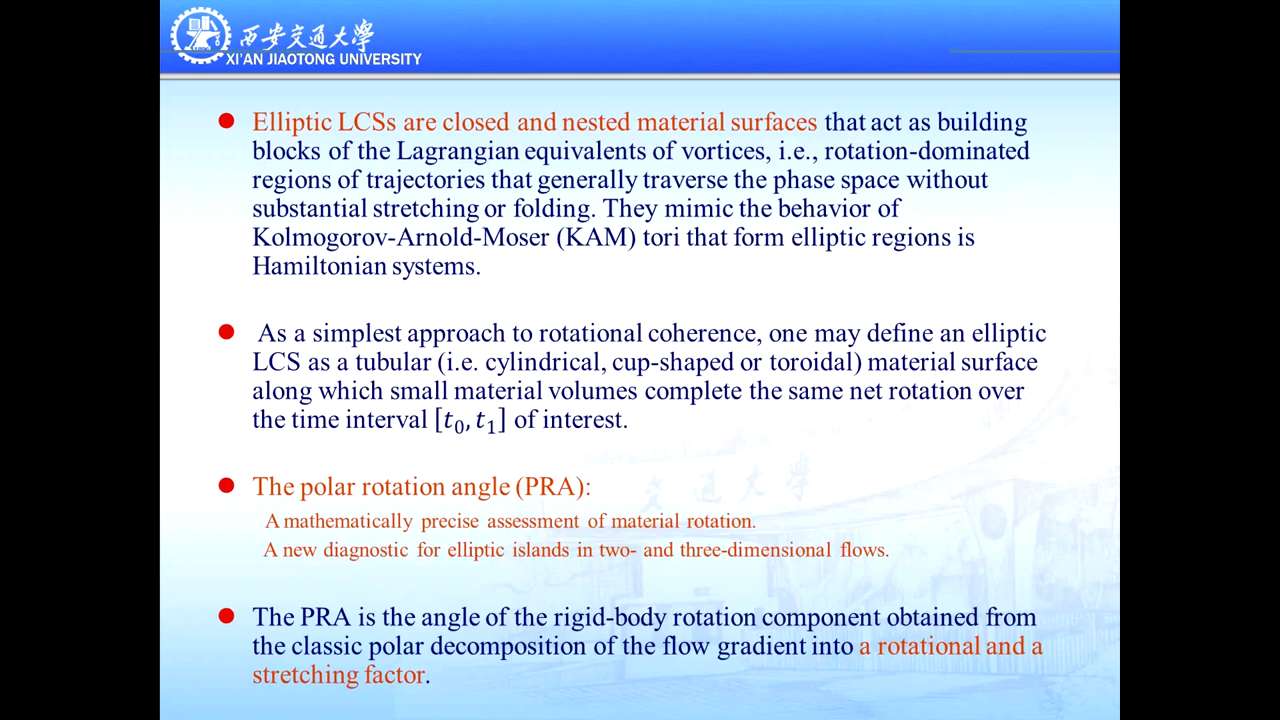 西安交通大學
XI'AN JIAOTONG UNIVERSITY
Elliptic LCSs are closed and nested material surfaces that act as building
blocks of the Lagrangian equivalents of vortices, i.e., rotation-dominated
regions of trajectories that generally traverse the phase space without
substantial stretching or folding. They mimic the behavior of
Kolmogorov-Arnold-Moser (KAM) tori that form elliptic regions is
Hamiltonian systems.
As a simplest approach to rotational coherence, one may define an elliptic
LCS as a tubular (i.e. cylindrical, cup-shaped or toroidal) material surface
along which small material volumes complete the same net rotation over
the time interval [t₀, t₁] of interest.
The polar rotation angle (PRA):
A mathematically precise assessment of material rotation.
A new diagnostic for elliptic islands in two- and three-dimensional flows.
The PRA is the angle of the rigid-body rotation component obtained from
the classic polar decomposition of the flow gradient into a rotational and a
stretching factor.
交通大學